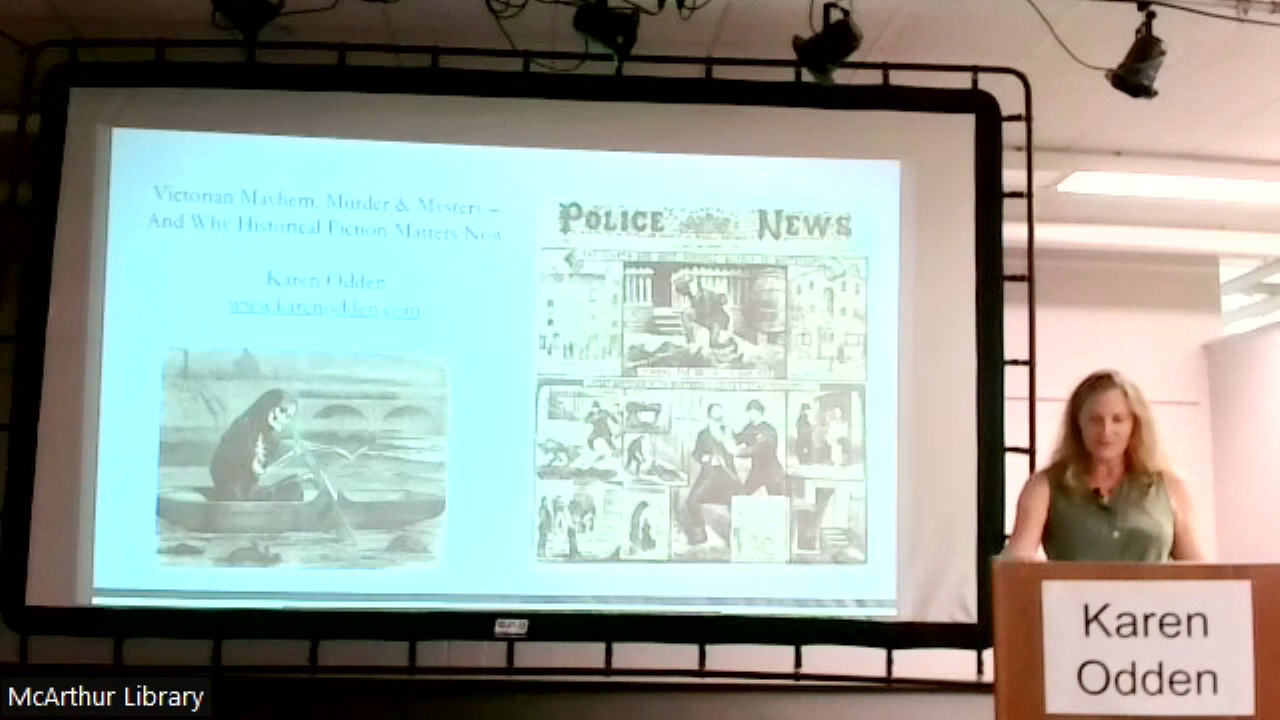 Victorian Mayhem, Murder & Mystery –
And Why Historical Fiction Matters Now
Karen Odden
www.karenodden.com
POLICE NEWS
Karen
Odden
McArthur Library